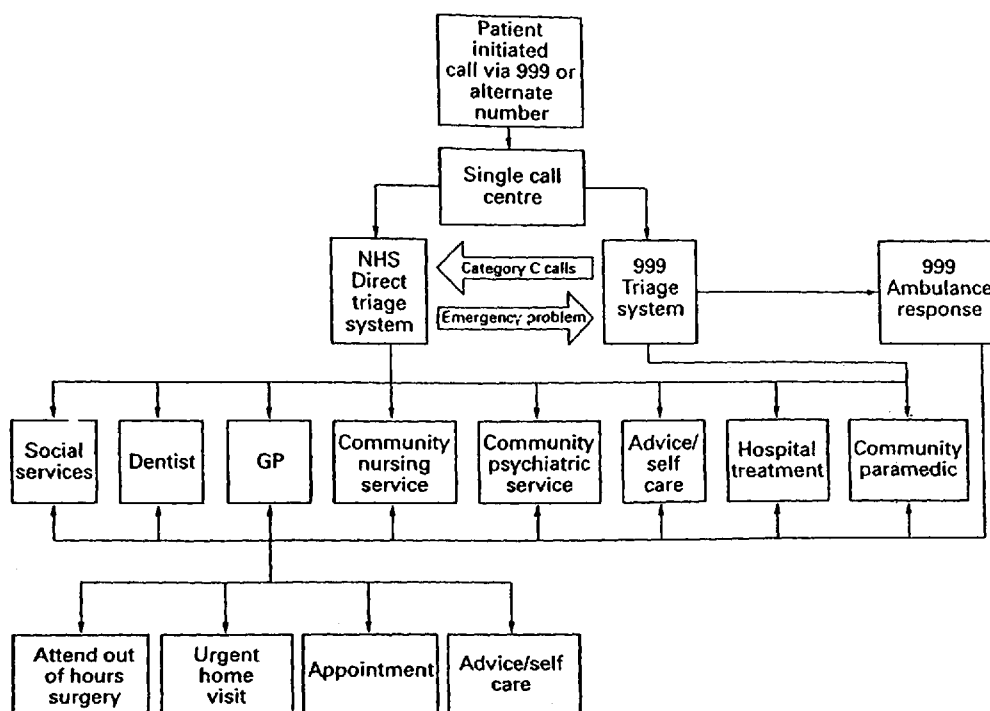 Patient
initiated
call via 999 or
alternate
number
Single call
centre
NHS
Direct
triage
system
Category C calls
Emergency problem
999
Triage
system
999
Ambulance
response
Social
services
Dentist
GP
Community
nursing
service
Community
psychiatric
service
Advice/
self
care
Hospital
treatment
Community
paramedic
Attend out
of hours
surgery
Urgent
home
visit
Appointment
Advice/self
care